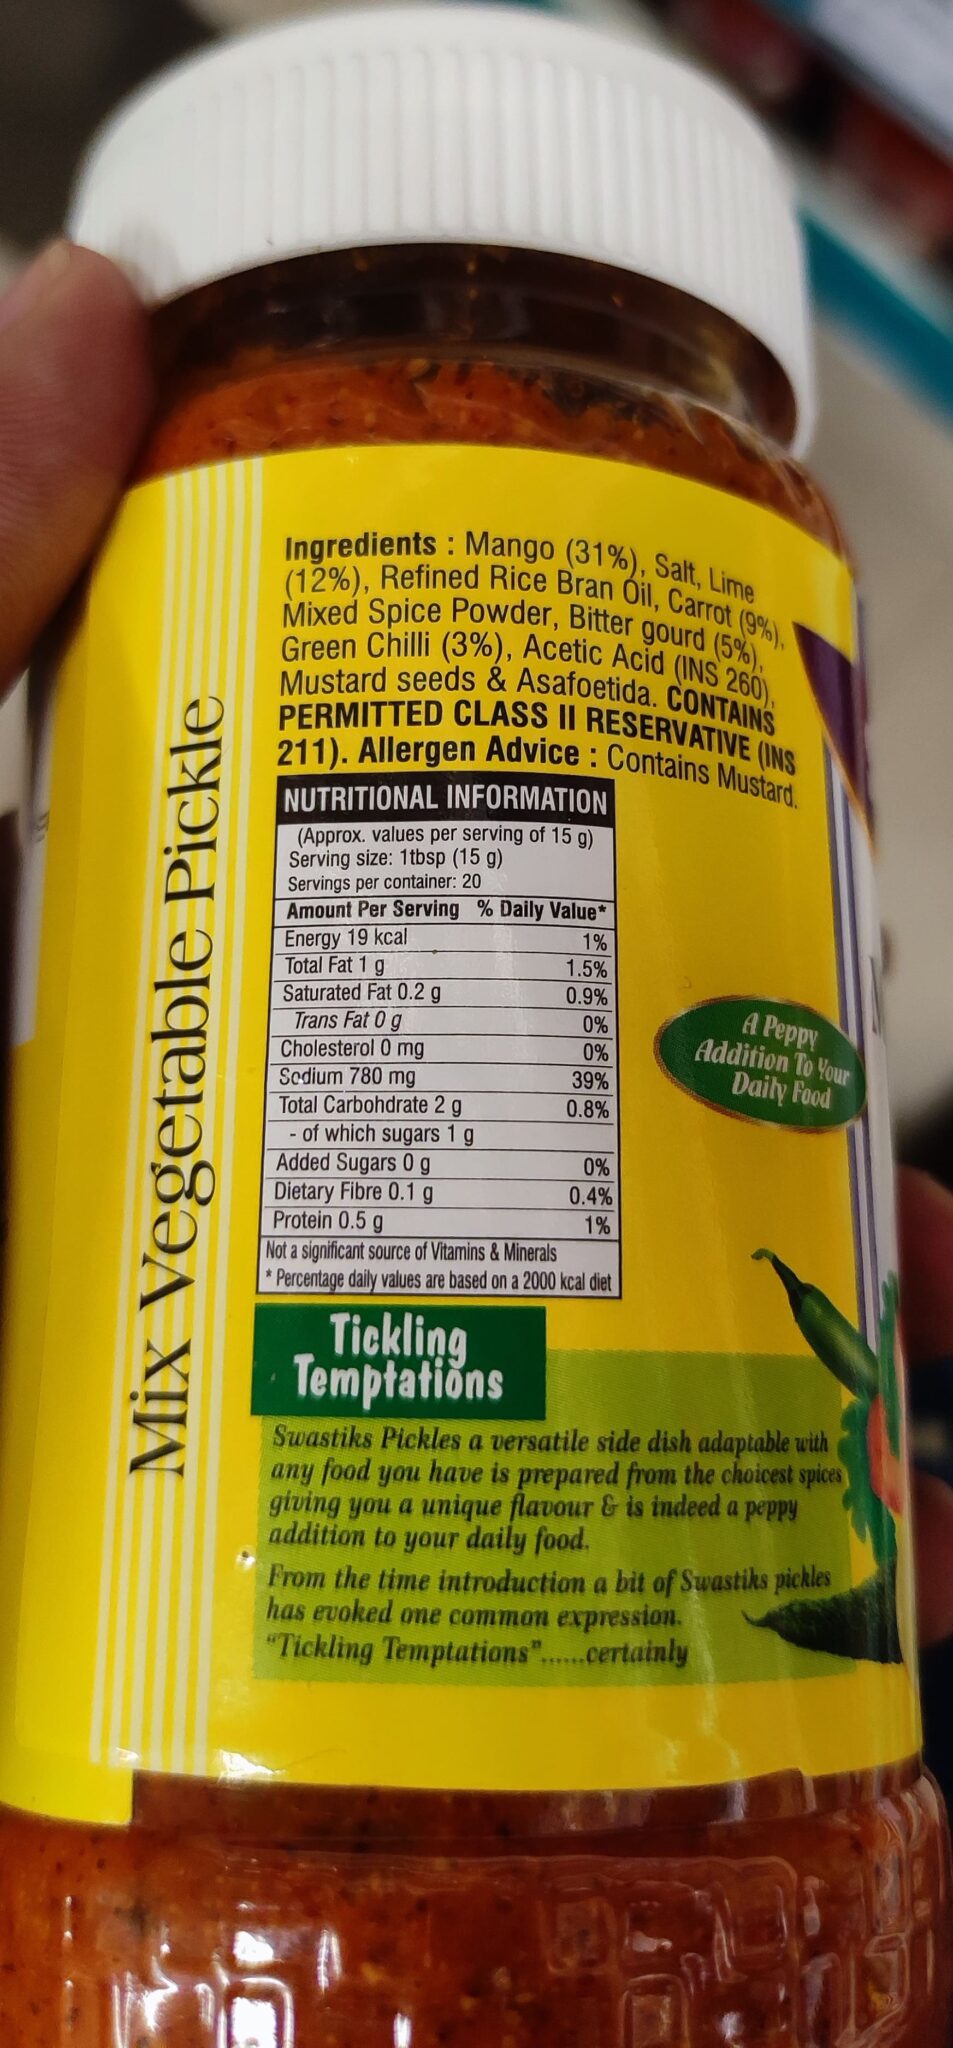 Mix Vegetable Pickle
Ingredients : Mango (31%), Salt, Lime
(12%), Refined Rice Bran Oil, Carrot (9%),
Mixed Spice Powder, Bitter gourd (5%),
Green Chilli (3%), Acetic Acid (INS 260),
Mustard seeds & Asafoetida. CONTAINS
PERMITTED CLASS II RESERVATIVE (INS
211). Allergen Advice : Contains Mustard.
NUTRITIONAL INFORMATION
(Approx. values per serving of 15 g)
Serving size: 1tbsp (15 g)
Servings per container: 20
Amount Per Serving % Daily Value*
Energy 19 kcal 1%
Total Fat 1 g 1.5%
Saturated Fat 0.2 g 0.9%
Trans Fat 0 g 0%
Cholesterol 0 mg 0%
Sodium 780 mg 39%
Total Carbohdrate 2 g 0.8%
- of which sugars 1 g
Added Sugars 0 g 0%
Dietary Fibre 0.1 g 0.4%
Protein 0.5 g 1%
Not a significant source of Vitamins & Minerals
* Percentage daily values are based on a 2000 kcal diet
A Peppy
Addition To Your
Daily Food
Tickling
Temptations
Swastiks Pickles a versatile side dish adaptable with
any food you have is prepared from the choicest spices
giving you a unique flavour & is indeed a peppy
addition to your daily food.
From the time introduction a bit of Swastiks pickles
has evoked one common expression.
"Tickling Temptations"......certainly